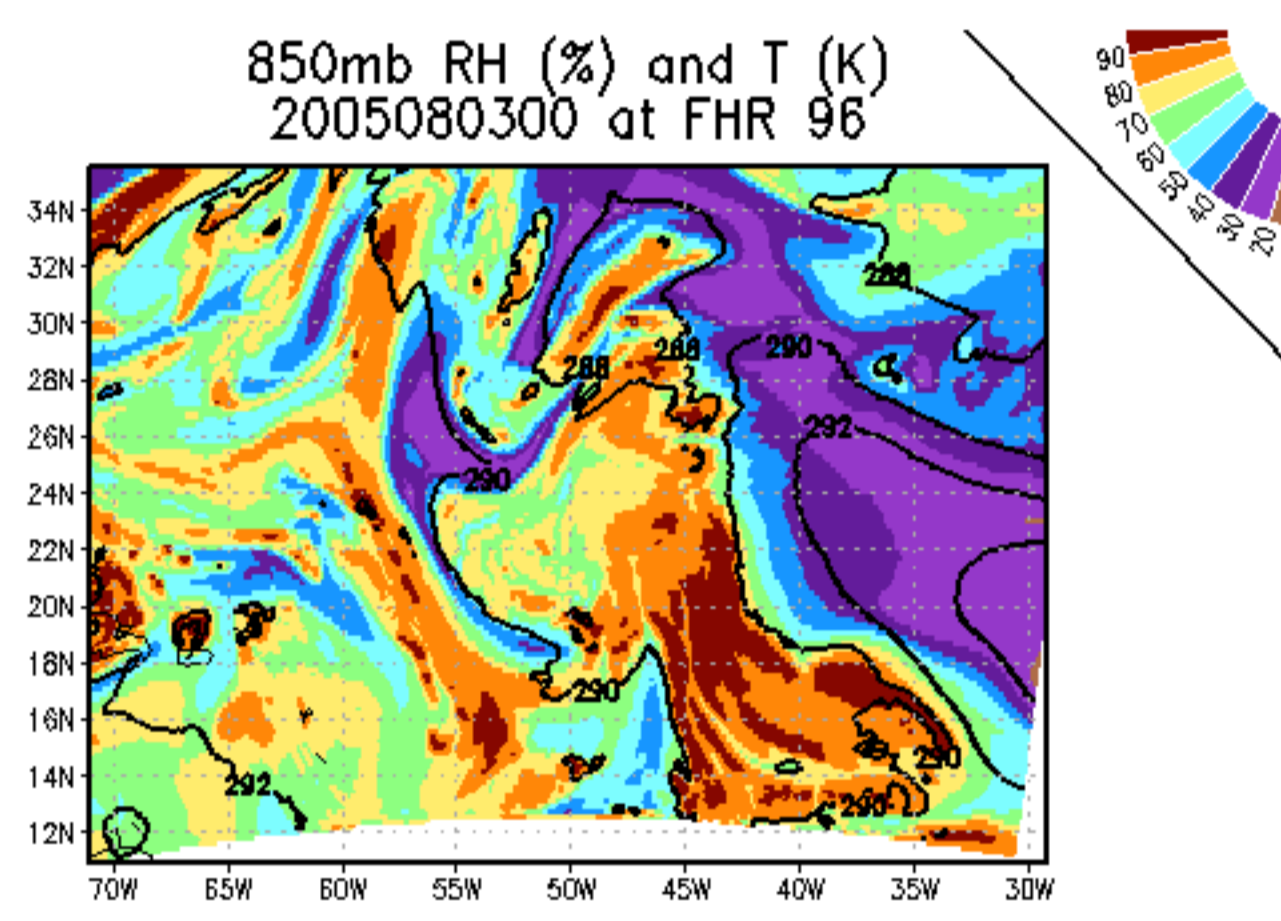 850mb RH (%) and T (K)
2005080300 at FHR 96
90
80
70
60
50
40
30
20
34N
32N
30N
28N
26N
24N
22N
20N
18N
16N
14N
12N
288
290
288
288
292
290
290
292
290
290
70W
65W
60W
55W
50W
45W
40W
35W
30W